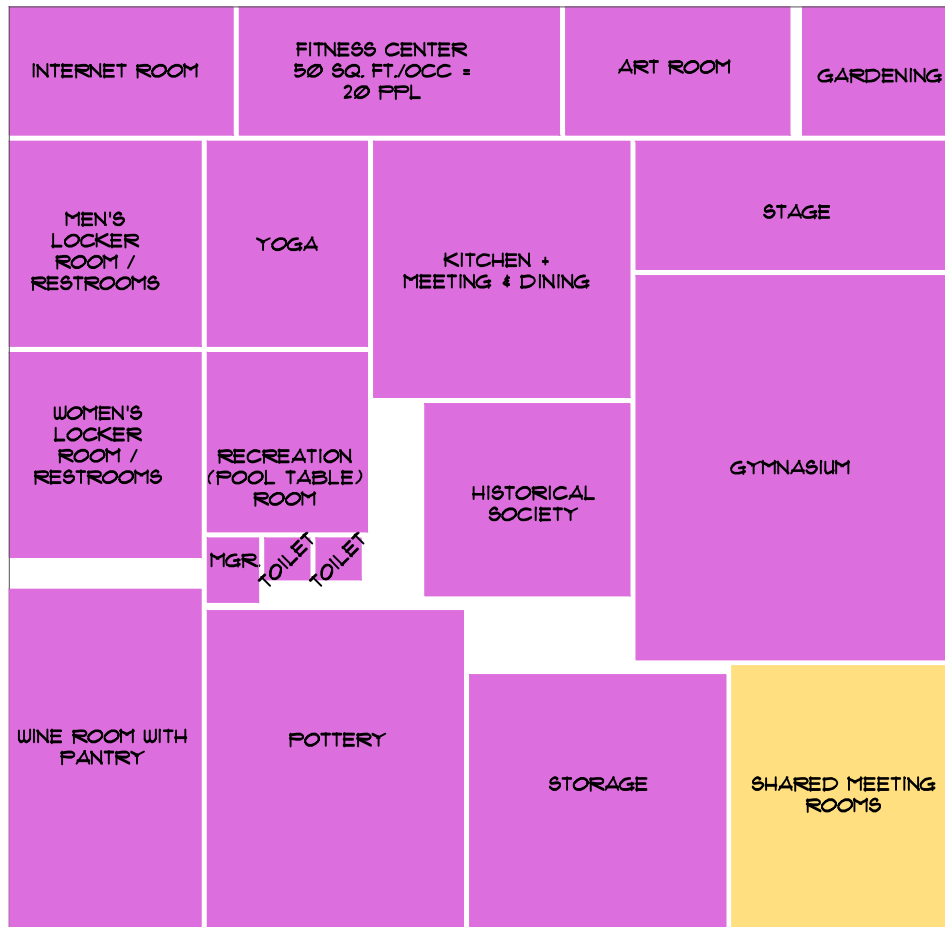 INTERNET ROOM
FITNESS CENTER
50 SQ. FT./OCC =
20 PPL
ART ROOM
GARDENING
MEN'S
LOCKER
ROOM /
RESTROOMS
YOGA
KITCHEN +
MEETING & DINING
STAGE
WOMEN'S
LOCKER
ROOM /
RESTROOMS
RECREATION
(POOL TABLE)
ROOM
HISTORICAL
SOCIETY
GYMNASIUM
MGR.
TOILET
TOILET
WINE ROOM WITH
PANTRY
POTTERY
STORAGE
SHARED MEETING
ROOMS